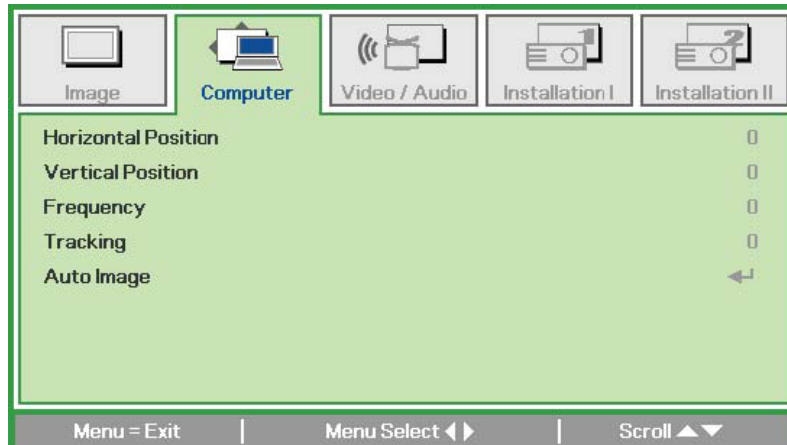 Image Computer Video / Audio Installation I Installation II
Horizontal Position 0
Vertical Position 0
Frequency 0
Tracking 0
Auto Image
Menu = Exit | Menu Select | Scroll